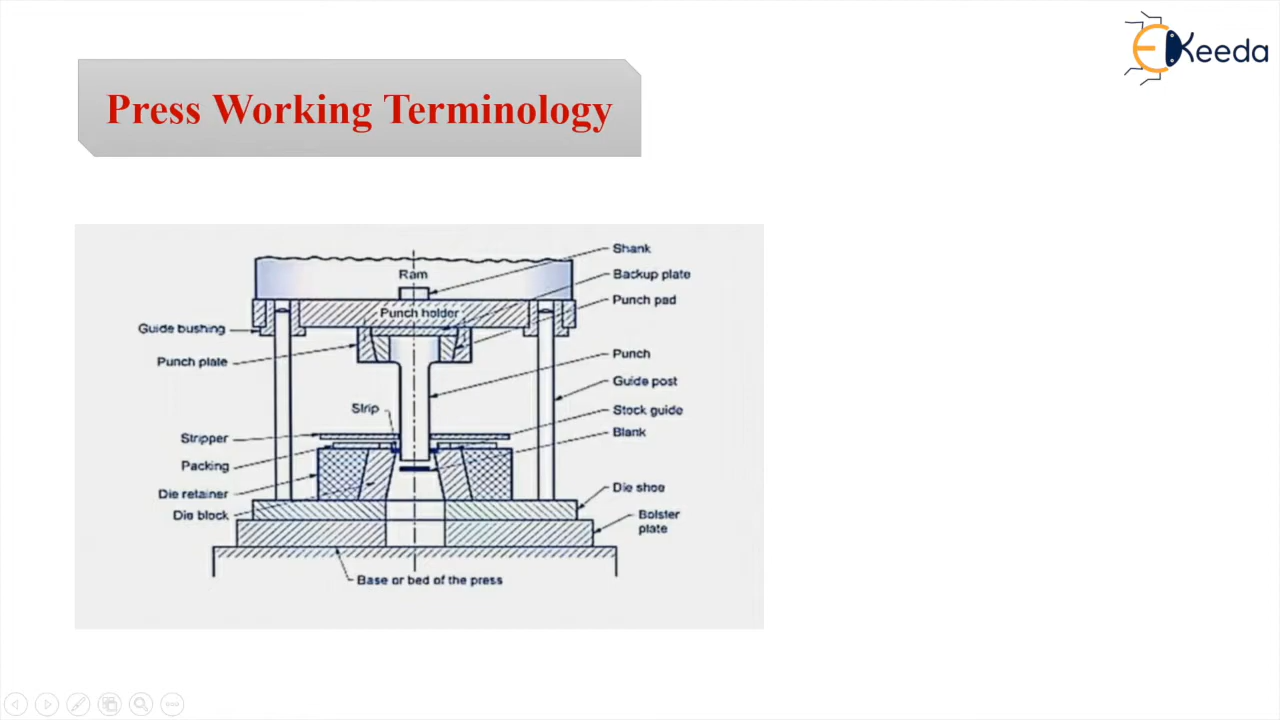 EKeeda
Press Working Terminology
Shank
Ram
Backup plate
Punch pad
Punch holder
Guide bushing
Punch plate
Punch
Guide post
Strip
Stock guide
Stripper
Blank
Packing
Die retainer
Die shoe
Die block
Bolster
plate
Base or bed of the press